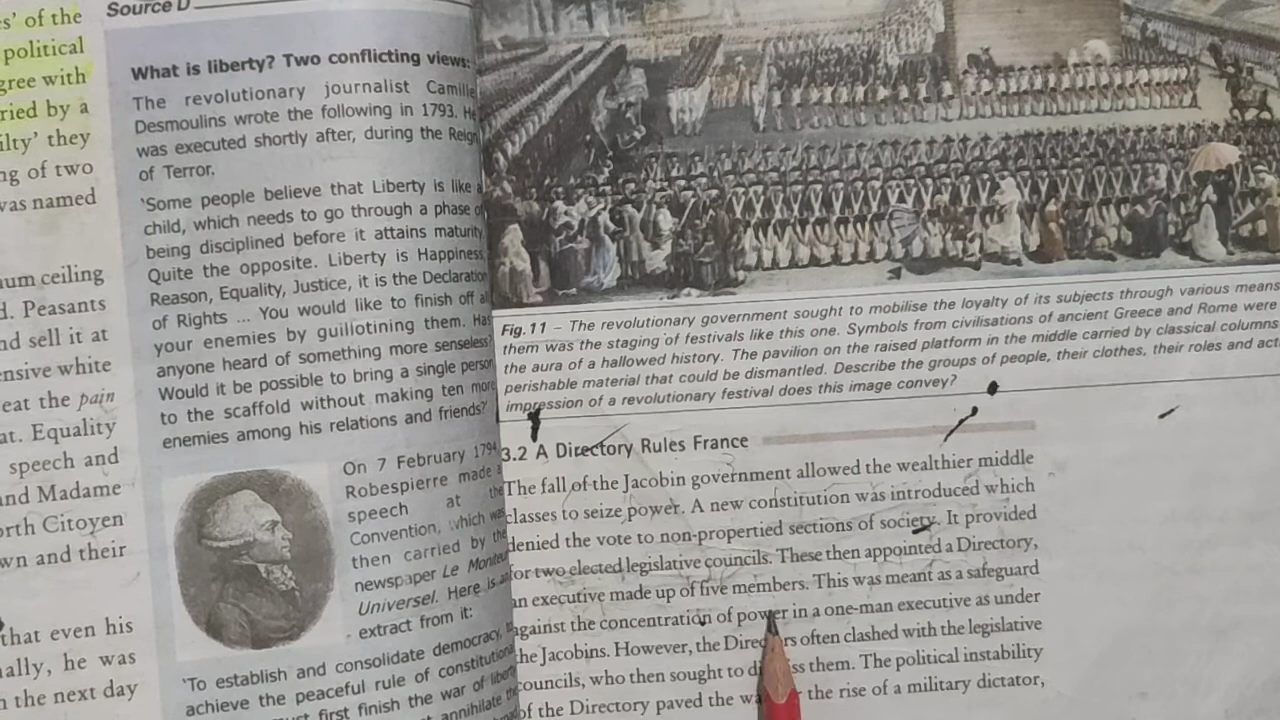 es' of the
political
gree with
ried by a
ilty' they
ng of two
was named
um ceiling
d. Peasants
nd sell it at
ensive white
eat the pain
at. Equality
speech and
and Madame
orth Citoyen
wn and their
that even his
nally, he was
n the next day
Source D
What is liberty? Two conflicting views:
The revolutionary journalist Camille
Desmoulins wrote the following in 1793. He
was executed shortly after, during the Reign
of Terror.
'Some people believe that Liberty is like a
child, which needs to go through a phase of
being disciplined before it attains maturity.
Quite the opposite. Liberty is Happiness,
Reason, Equality, Justice, it is the Declaration
of Rights ... You would like to finish off all
your enemies by guillotining them. Has
anyone heard of something more senseless?
Would it be possible to bring a single person
to the scaffold without making ten more
enemies among his relations and friends?'
On 7 February 1794
Robespierre made a
speech at the
Convention, which was
then carried by the
newspaper Le Moniteur
Universel. Here is an
extract from it:
'To establish and consolidate democracy, to
achieve the peaceful rule of constitutional
must first finish the war of liberty
annihilate the
Fig.11 – The revolutionary government sought to mobilise the loyalty of its subjects through various means
them was the staging of festivals like this one. Symbols from civilisations of ancient Greece and Rome were
the aura of a hallowed history. The pavilion on the raised platform in the middle carried by classical columns
perishable material that could be dismantled. Describe the groups of people, their clothes, their roles and act
impression of a revolutionary festival does this image convey?
3.2 A Directory Rules France
The fall of the Jacobin government allowed the wealthier middle
classes to seize power. A new constitution was introduced which
denied the vote to non-propertied sections of society. It provided
for two elected legislative councils. These then appointed a Directory,
an executive made up of five members. This was meant as a safeguard
against the concentration of power in a one-man executive as under
the Jacobins. However, the Directors often clashed with the legislative
councils, who then sought to dismiss them. The political instability
of the Directory paved the wa the rise of a military dictator,